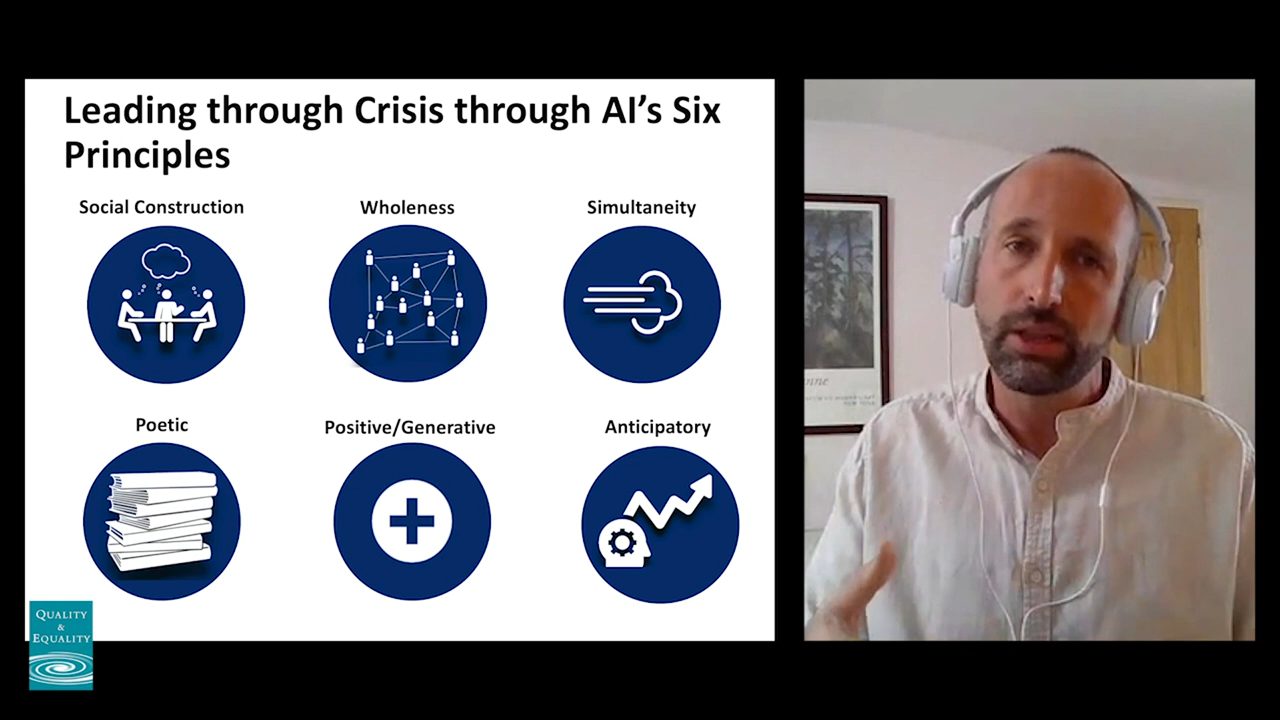 Leading through Crisis through AI's Six
Principles
Social Construction
Wholeness
Simultaneity
Poetic
Positive/Generative
Anticipatory
QUALITY
&
EQUALITY